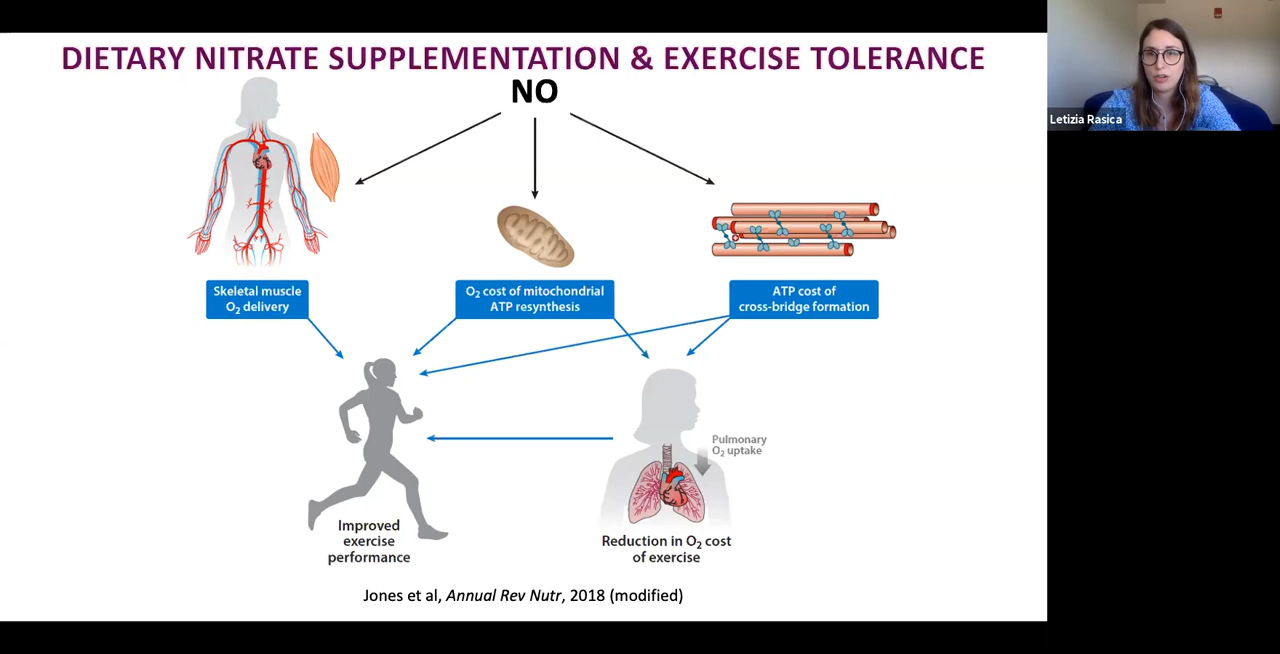 DIETARY NITRATE SUPPLEMENTATION & EXERCISE TOLERANCE
NO
Skeletal muscle
O₂ delivery
O₂ cost of mitochondrial
ATP resynthesis
ATP cost of
cross-bridge formation
Pulmonary
O₂ uptake
Improved
exercise
performance
Reduction in O₂ cost
of exercise
Jones et al, Annual Rev Nutr, 2018 (modified)
Letizia Rasica